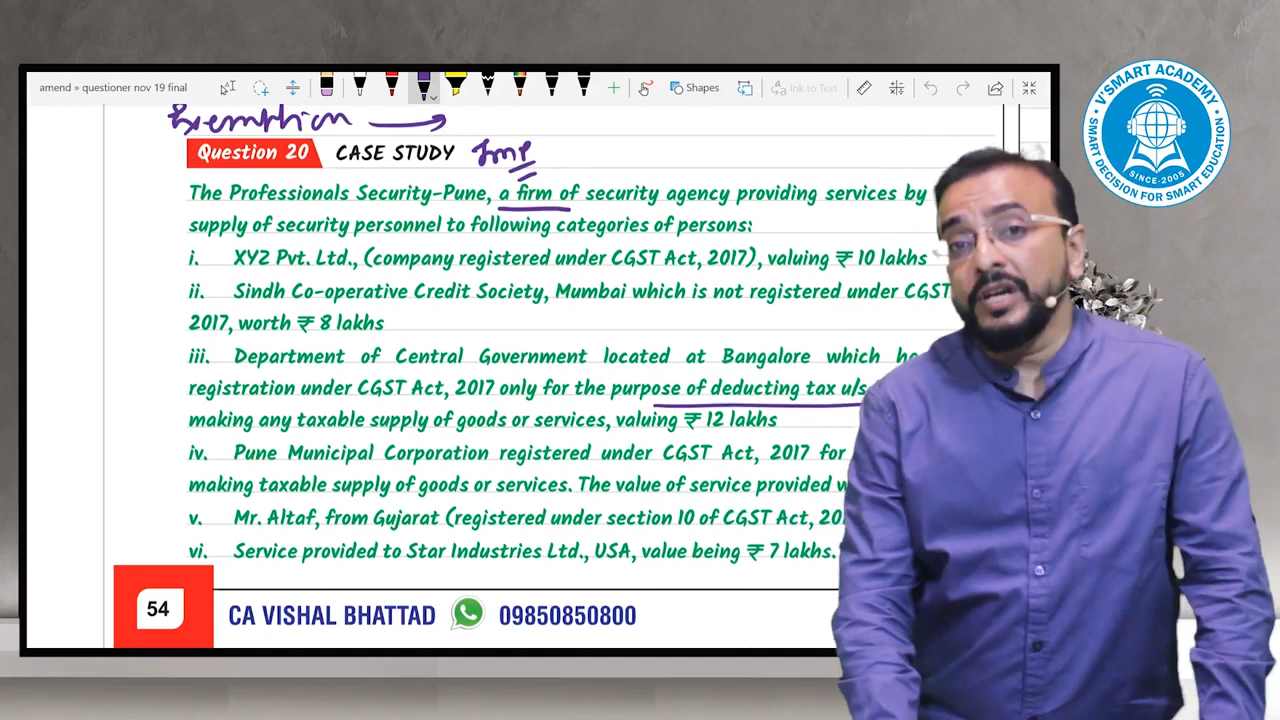 amend » questioner nov 19 final
Shapes
Ink to Text
Exemption
Question 20 CASE STUDY Imp
The Professionals Security-Pune, a firm of security agency providing services by
supply of security personnel to following categories of persons:
i. XYZ Pvt. Ltd., (company registered under CGST Act, 2017), valuing ₹ 10 lakhs
ii. Sindh Co-operative Credit Society, Mumbai which is not registered under CGST
2017, worth ₹ 8 lakhs
iii. Department of Central Government located at Bangalore which
registration under CGST Act, 2017 only for the purpose of deducting tax u/s
making any taxable supply of goods or services, valuing ₹ 12 lakhs
iv. Pune Municipal Corporation registered under CGST Act, 2017 for
making taxable supply of goods or services. The value of service provided
v. Mr. Altaf, from Gujarat (registered under section 10 of CGST Act,
vi. Service provided to Star Industries Ltd., USA, value being ₹ 7 lakhs.
54
CA VISHAL BHATTAD 09850850800
V'SMART ACADEMY
SINCE-2005
SMART DECISION FOR SMART EDUCATION